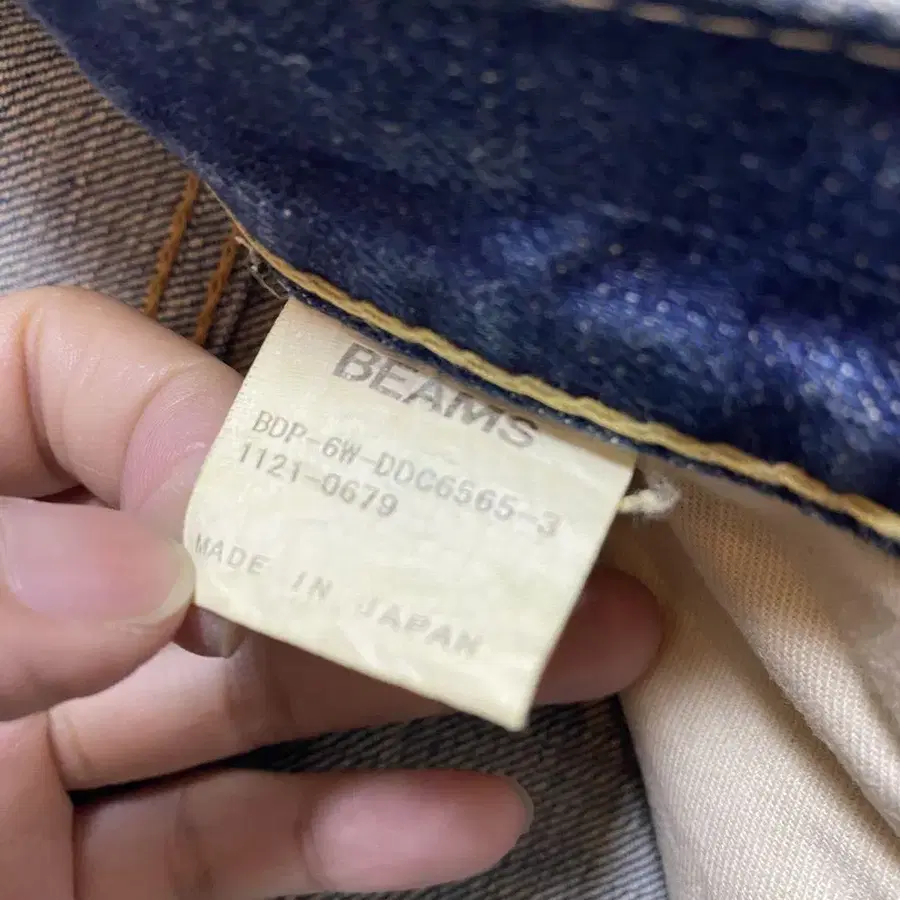 BEAMS
BDP-6W-DDC6565-3
1121-0679
MADE IN JAPAN